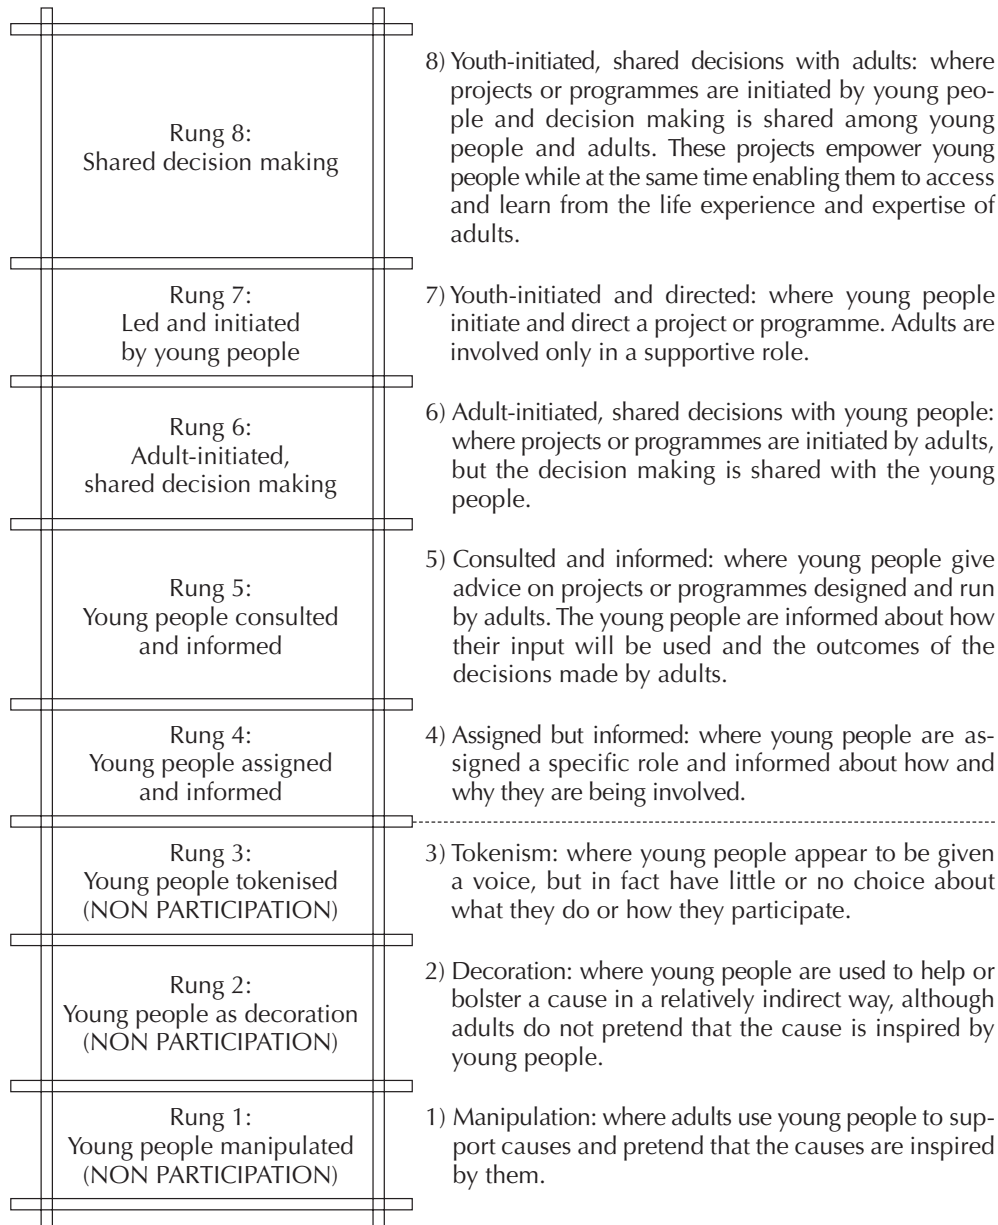 Rung 8:
Shared decision making
8) Youth-initiated, shared decisions with adults: where
projects or programmes are initiated by young peo-
ple and decision making is shared among young
people and adults. These projects empower young
people while at the same time enabling them to access
and learn from the life experience and expertise of
adults.
Rung 7:
Led and initiated
by young people
7) Youth-initiated and directed: where young people
initiate and direct a project or programme. Adults are
involved only in a supportive role.
Rung 6:
Adult-initiated,
shared decision making
6) Adult-initiated, shared decisions with young people:
where projects or programmes are initiated by adults,
but the decision making is shared with the young
people.
Rung 5:
Young people consulted
and informed
5) Consulted and informed: where young people give
advice on projects or programmes designed and run
by adults. The young people are informed about how
their input will be used and the outcomes of the
decisions made by adults.
Rung 4:
Young people assigned
and informed
4) Assigned but informed: where young people are as-
signed a specific role and informed about how and
why they are being involved.
Rung 3:
Young people tokenised
(NON PARTICIPATION)
3) Tokenism: where young people appear to be given
a voice, but in fact have little or no choice about
what they do or how they participate.
Rung 2:
Young people as decoration
(NON PARTICIPATION)
2) Decoration: where young people are used to help or
bolster a cause in a relatively indirect way, although
adults do not pretend that the cause is inspired by
young people.
Rung 1:
Young people manipulated
(NON PARTICIPATION)
1) Manipulation: where adults use young people to sup-
port causes and pretend that the causes are inspired
by them.